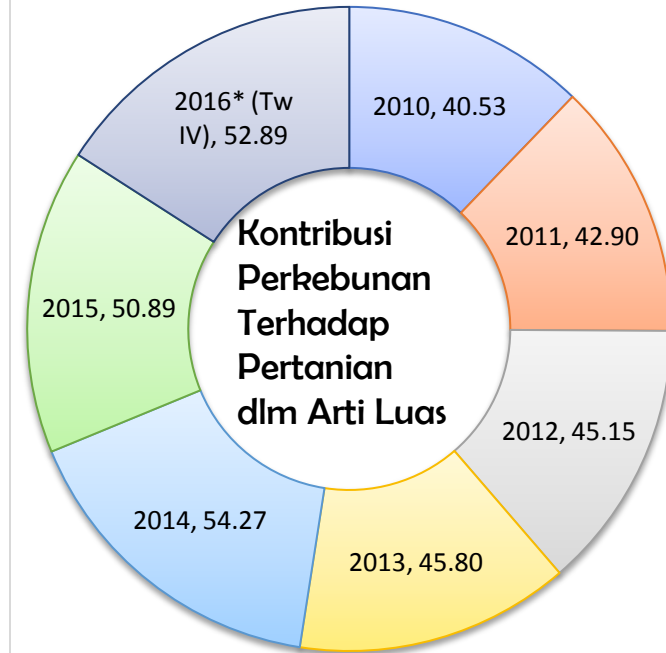 2016* (Tw
IV), 52.89
2010, 40.53
2011, 42.90
2012, 45.15
2013, 45.80
2014, 54.27
2015, 50.89
Kontribusi
Perkebunan
Terhadap
Pertanian
dlm Arti Luas